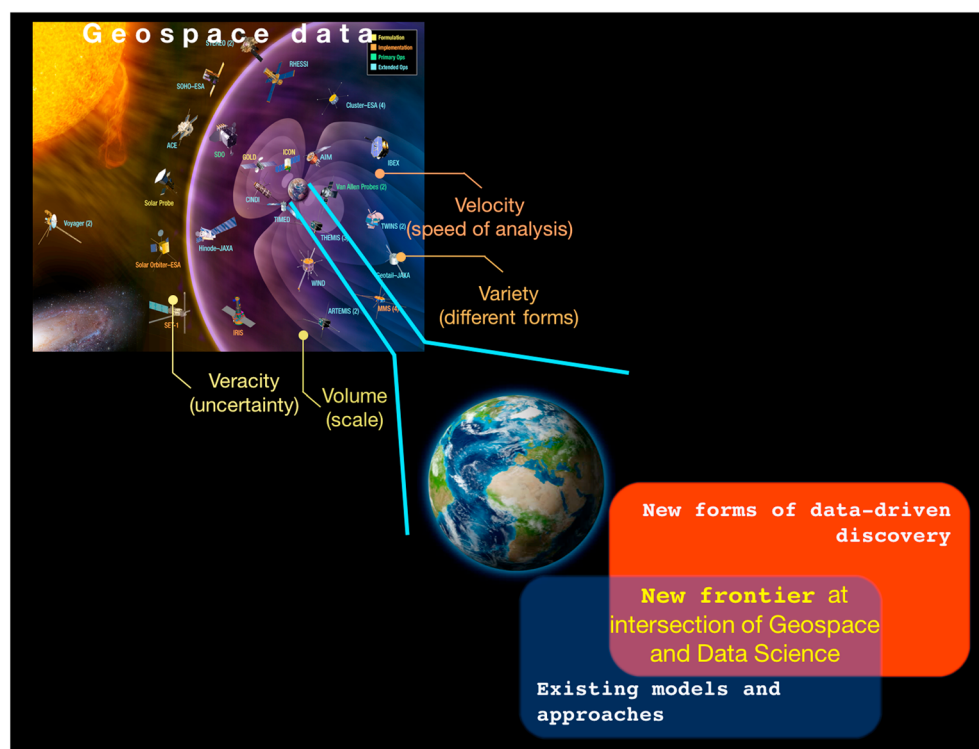 Geospace data
Formulation
Implementation
Primary Ops
Extended Ops
STEREO (2)
RHESSI
SOHO–ESA
Cluster–ESA (4)
ACE
SDO
GOLD
ICON
AIM
IBEX
Solar Probe
CINDI
Van Allen Probes (2)
Voyager (2)
TIMED
Hinode–JAXA
THEMIS (3)
TWINS (2)
Solar Orbiter–ESA
WIND
Geotail–JAXA
SET-1
IRIS
ARTEMIS (2)
MMS (4)
Velocity
(speed of analysis)
Variety
(different forms)
Veracity
(uncertainty)
Volume
(scale)
New forms of data-driven
discovery
New frontier at
intersection of Geospace
and Data Science
Existing models and
approaches